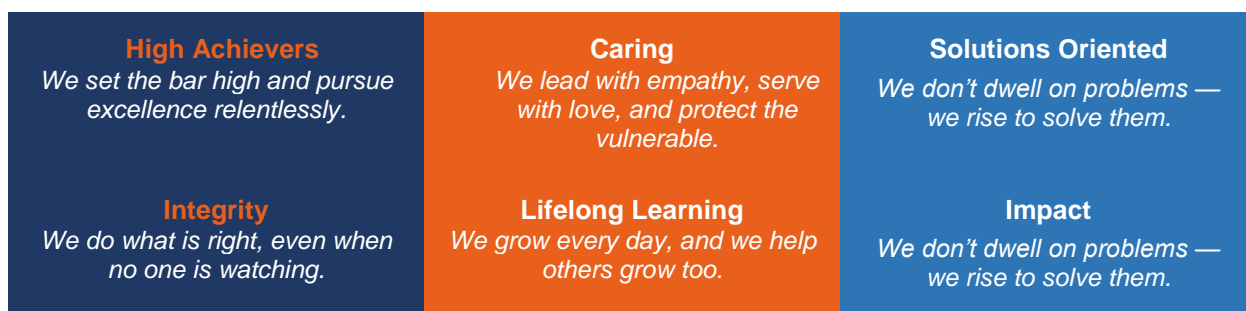 High Achievers
We set the bar high and pursue
excellence relentlessly.
Caring
We lead with empathy, serve
with love, and protect the
vulnerable.
Solutions Oriented
We don’t dwell on problems —
we rise to solve them.
Integrity
We do what is right, even when
no one is watching.
Lifelong Learning
We grow every day, and we help
others grow too.
Impact
We don’t dwell on problems —
we rise to solve them.